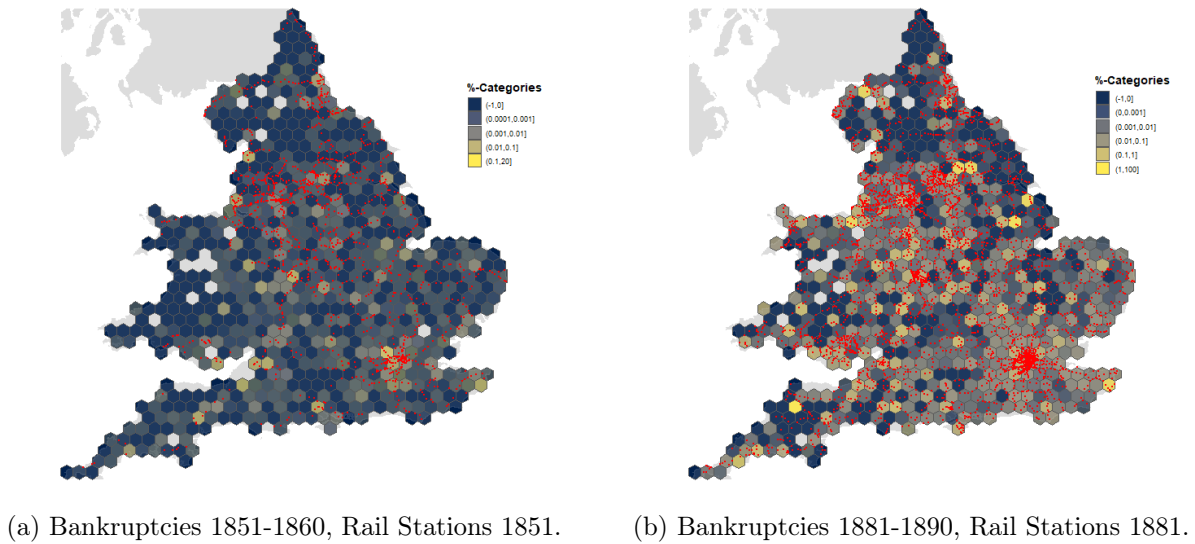 %-Categories
(-1,0]
(0.0001,0.001]
(0.001,0.01]
(0.01,0.1]
(0.1,20]
%-Categories
(-1,0]
(0,0.001]
(0.001,0.01]
(0.01,0.1]
(0.1,1]
(1,100]
(a) Bankruptcies 1851-1860, Rail Stations 1851.
(b) Bankruptcies 1881-1890, Rail Stations 1881.